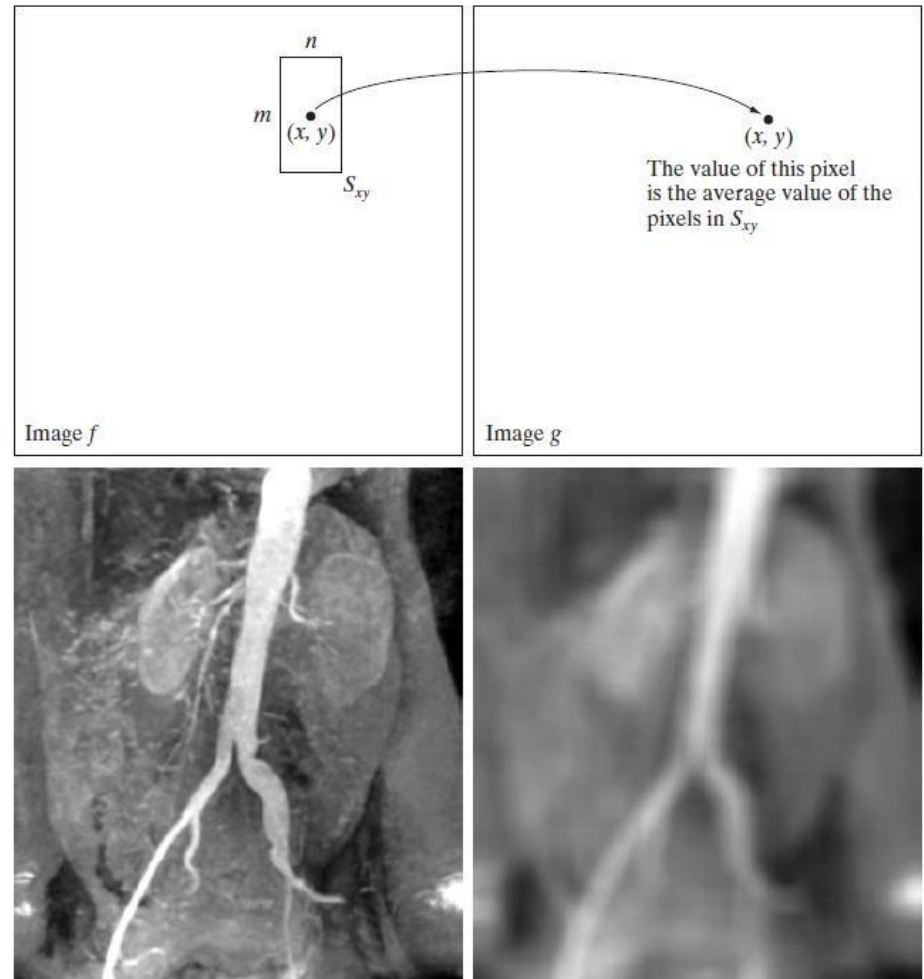 n
m
(x, y)
S_xy
Image f
(x, y)
The value of this pixel
is the average value of the
pixels in S_xy
Image g